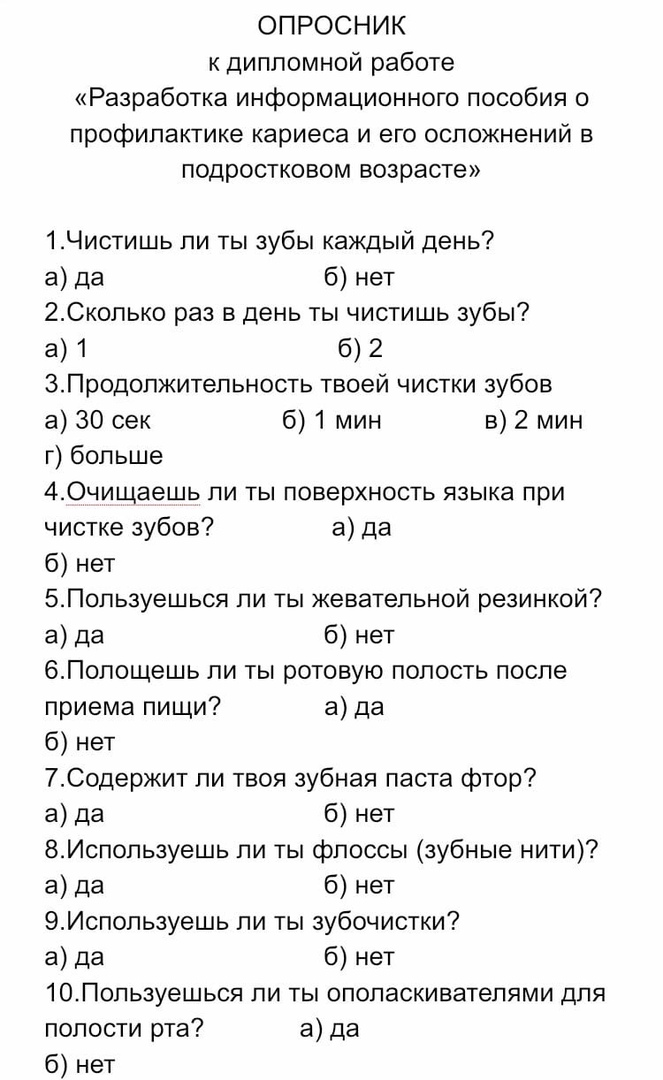 ОПРОСНИК
к дипломной работе
«Разработка информационного пособия о
профилактике кариеса и его осложнений в
подростковом возрасте»
1.Чистишь ли ты зубы каждый день?
а) да б) нет
2.Сколько раз в день ты чистишь зубы?
а) 1 б) 2
3.Продолжительность твоей чистки зубов
а) 30 сек б) 1 мин в) 2 мин
г) больше
4.Очищаешь ли ты поверхность языка при
чистке зубов? а) да
б) нет
5.Пользуешься ли ты жевательной резинкой?
а) да б) нет
6.Полощешь ли ты ротовую полость после
приема пищи? а) да
б) нет
7.Содержит ли твоя зубная паста фтор?
а) да б) нет
8.Используешь ли ты флоссы (зубные нити)?
а) да б) нет
9.Используешь ли ты зубочистки?
а) да б) нет
10.Пользуешься ли ты ополаскивателями для
полости рта? а) да
б) нет